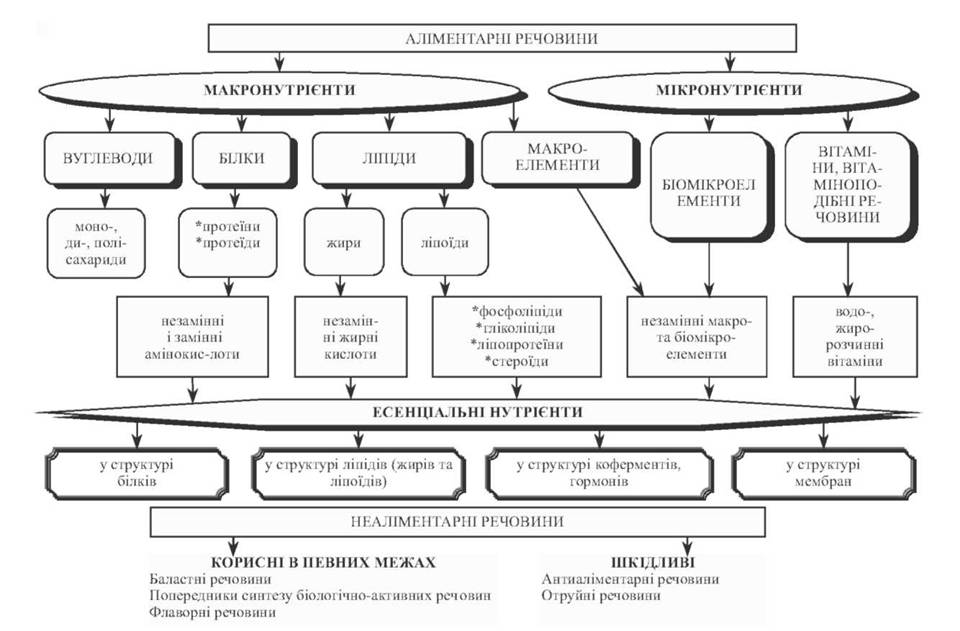 АЛІМЕНТАРНІ РЕЧОВИНИ
МАКРОНУТРІЄНТИ
МІКРОНУТРІЄНТИ
ВУГЛЕВОДИ
БІЛКИ
ЛІПІДИ
МАКРО-
ЕЛЕМЕНТИ
БІОМІКРОЕЛ
ЕМЕНТИ
ВІТАМІ-
НИ, ВІТА-
МІНОПО-
ДІБНІ РЕ-
ЧОВИНИ
моно-,
ди-, полі-
сахариди
*протеїни
*протеїди
жири
ліпоїди
незамінні
і замінні
амінокис-лоти
незамін-
ні жирні
кислоти
*фосфоліпіди
*гліколіпіди
*ліпопротеїни
*стероїди
незамінні макро-
та біомікро-
елементи
водо-,
жиро-
розчинні
вітаміни
ЕСЕНЦІАЛЬНІ НУТРІЄНТИ
у структурі
білків
у структурі ліпідів (жирів та
ліпоїдів)
у структурі коферментів,
гормонів
у структурі
мембран
НЕАЛІМЕНТАРНІ РЕЧОВИНИ
КОРИСНІ В ПЕВНИХ МЕЖАХ
Баластні речовини
Попередники синтезу біологічно-активних речовин
Флаворні речовини
ШКІДЛИВІ
Антиаліментарні речовини
Отруйні речовини